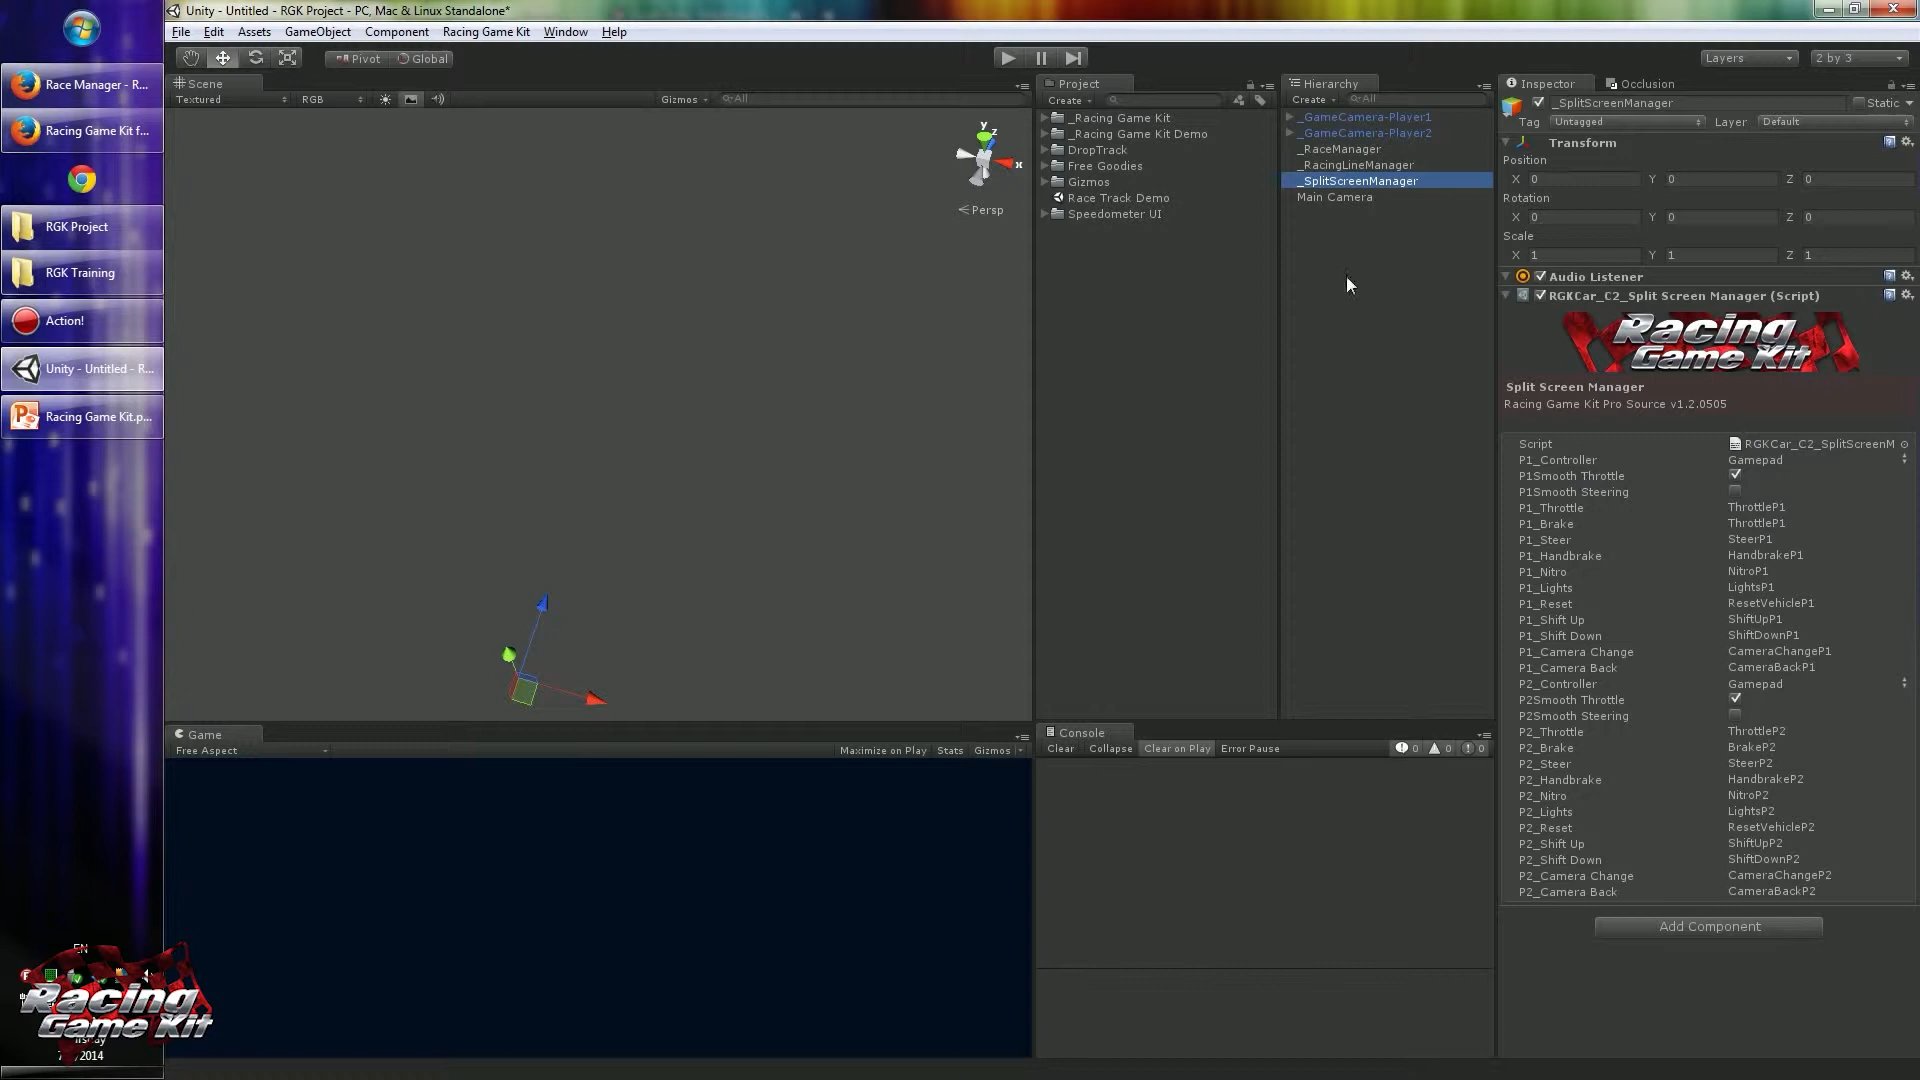 Unity - Untitled - RGK Project - PC, Mac & Linux Standalone*
File Edit Assets GameObject Component Racing Game Kit Window Help
Pivot Global
Layers 2 by 3
Race Manager - R...
Racing Game Kit f...
RGK Project
RGK Training
Action!
Unity - Untitled - R...
Racing Game Kit.p...
EN
Racing
Game Kit
Scene
Textured RGB Gizmos All
y z x
Persp
Game
Free Aspect Maximize on Play Stats Gizmos
Project
Create
_Racing Game Kit
_Racing Game Kit Demo
DropTrack
Free Goodies
Gizmos
Race Track Demo
Speedometer UI
Hierarchy
Create All
_GameCamera-Player1
_GameCamera-Player2
_RaceManager
_RacingLineManager
_SplitScreenManager
Main Camera
Console
Clear Collapse Clear on Play Error Pause 0 0 0
Inspector Occlusion
_SplitScreenManager Static
Tag Untagged Layer Default
Transform
Position
X 0 Y 0 Z 0
Rotation
X 0 Y 0 Z 0
Scale
X 1 Y 1 Z 1
Audio Listener
RGKCar_C2_Split Screen Manager (Script)
Racing
Game Kit
Split Screen Manager
Racing Game Kit Pro Source v1.2.0505
Script RGKCar_C2_SplitScreenM
P1_Controller Gamepad
P1Smooth Throttle
P1Smooth Steering
P1_Throttle ThrottleP1
P1_Brake ThrottleP1
P1_Steer SteerP1
P1_Handbrake HandbrakeP1
P1_Nitro NitroP1
P1_Lights LightsP1
P1_Reset ResetVehicleP1
P1_Shift Up ShiftUpP1
P1_Shift Down ShiftDownP1
P1_Camera Change CameraChangeP1
P1_Camera Back CameraBackP1
P2_Controller Gamepad
P2Smooth Throttle
P2Smooth Steering
P2_Throttle ThrottleP2
P2_Brake BrakeP2
P2_Steer SteerP2
P2_Handbrake HandbrakeP2
P2_Nitro NitroP2
P2_Lights LightsP2
P2_Reset ResetVehicleP2
P2_Shift Up ShiftUpP2
P2_Shift Down ShiftDownP2
P2_Camera Change CameraChangeP2
P2_Camera Back CameraBackP2
Add Component